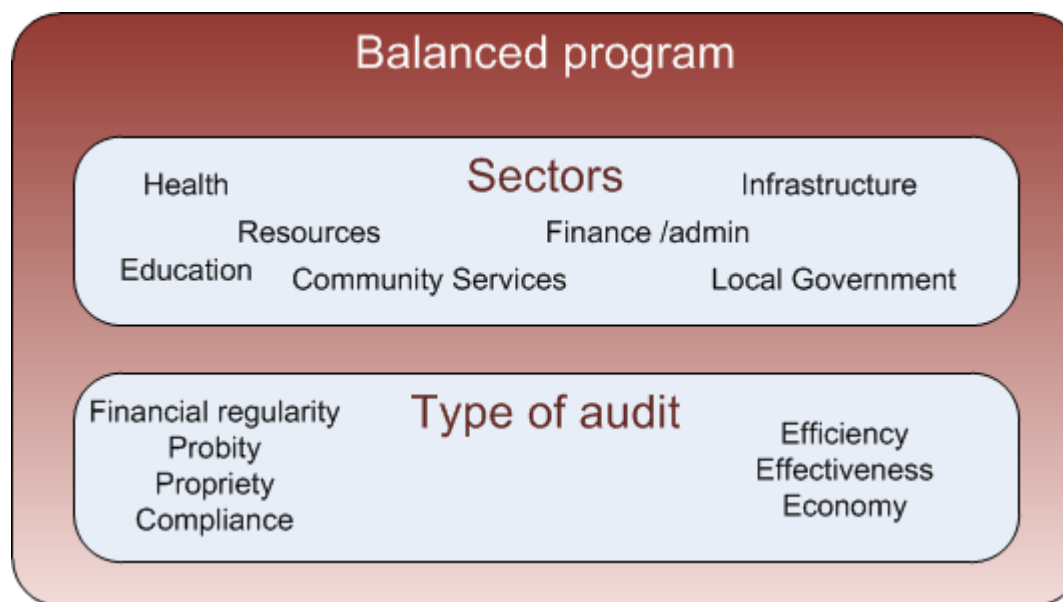 Balanced program
Sectors
Health
Infrastructure
Resources
Finance /admin
Education
Community Services
Local Government
Type of audit
Financial regularity
Probity
Propriety
Compliance
Efficiency
Effectiveness
Economy